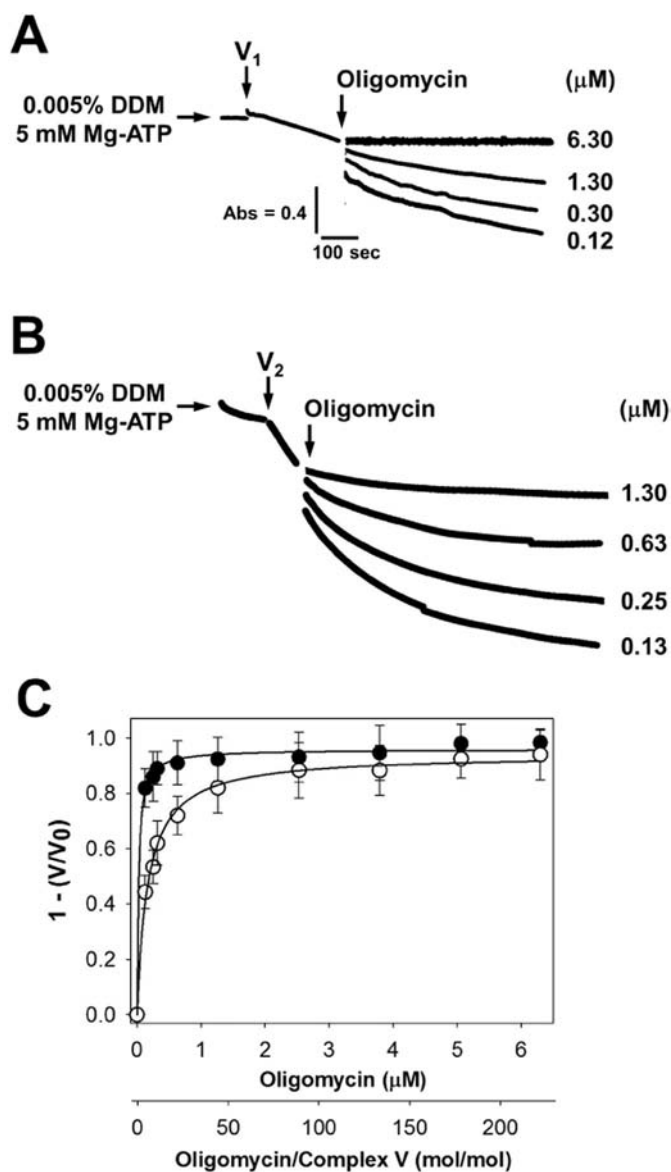 A
V1
Oligomycin
(μM)
0.005% DDM
5 mM Mg-ATP
6.30
1.30
0.30
0.12
Abs = 0.4
100 sec
B
V2
0.005% DDM
5 mM Mg-ATP
Oligomycin
(μM)
1.30
0.63
0.25
0.13
C
1.0
0.8
0.6
0.4
0.2
0.0
1 - (V/V0)
0 1 2 3 4 5 6
Oligomycin (μM)
0 50 100 150 200
Oligomycin/Complex V (mol/mol)